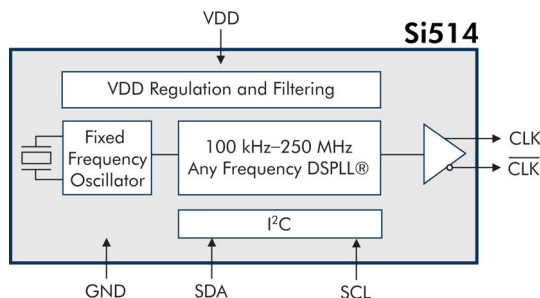 VDD
Si514
VDD Regulation and Filtering
Fixed
Frequency
Oscillator
100 kHz–250 MHz
Any Frequency DSPLL®
CLK
C̅L̅K̅
I²C
GND
SDA
SCL